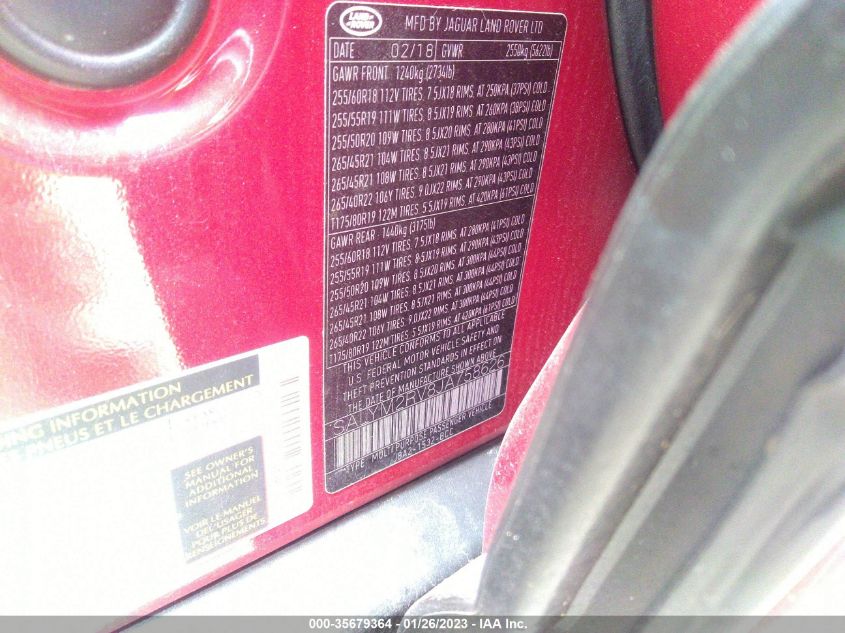 LAND ROVER
MFD BY JAGUAR LAND ROVER LTD
DATE 02/18 GVWR 2550kg (5622lb)
GAWR FRONT 1240kg (2734lb)
255/60R18 112V TIRES. 7.5JX18 RIMS. AT 250KPA (37PSI) COLD
255/55R19 111W TIRES. 8.5JX19 RIMS. AT 260KPA (38PSI) COLD
255/50R20 109W TIRES. 8.5JX20 RIMS. AT 280KPA (41PSI) COLD
265/45R21 104W TIRES. 8.5JX21 RIMS. AT 290KPA (43PSI) COLD
265/45R21 108W TIRES. 8.5JX21 RIMS. AT 290KPA (43PSI) COLD
265/40R22 106Y TIRES. 9.0JX22 RIMS. AT 290KPA (43PSI) COLD
T175/80R19 122M TIRES. 5.5JX19 RIMS. AT 420KPA (61PSI) COLD
GAWR REAR 1440kg (3175lb)
255/60R18 112V TIRES. 7.5JX18 RIMS. AT 280KPA (41PSI) COLD
255/55R19 111W TIRES. 8.5JX19 RIMS. AT 290KPA (43PSI) COLD
255/50R20 109W TIRES. 8.5JX20 RIMS. AT 300KPA (44PSI) COLD
265/45R21 104W TIRES. 8.5JX21 RIMS. AT 300KPA (44PSI) COLD
265/45R21 108W TIRES. 8.5JX21 RIMS. AT 300KPA (44PSI) COLD
265/40R22 106Y TIRES. 9.0JX22 RIMS. AT 300KPA (44PSI) COLD
T175/80R19 122M TIRES. 5.5JX19 RIMS. AT 420KPA (61PSI) COLD
THIS VEHICLE CONFORMS TO ALL APPLICABLE
U.S. FEDERAL MOTOR VEHICLE SAFETY AND
THEFT PREVENTION STANDARDS IN EFFECT ON
THE DATE OF MANUFACTURE SHOWN ABOVE
SALYM2RV8JA758626
TYPE MULTIPURPOSE PASSENGER VEHICLE
J8A2-1532-BCC
ING INFORMATION
PNEUS ET LE CHARGEMENT
SEE OWNER'S
MANUAL FOR
ADDITIONAL
INFORMATION
VOIR LE MANUEL
DE L'USAGER
POUR PLUS DE
RENSEIGNEMENTS
000-35679364 | 01/26/2023 | IAA Inc.